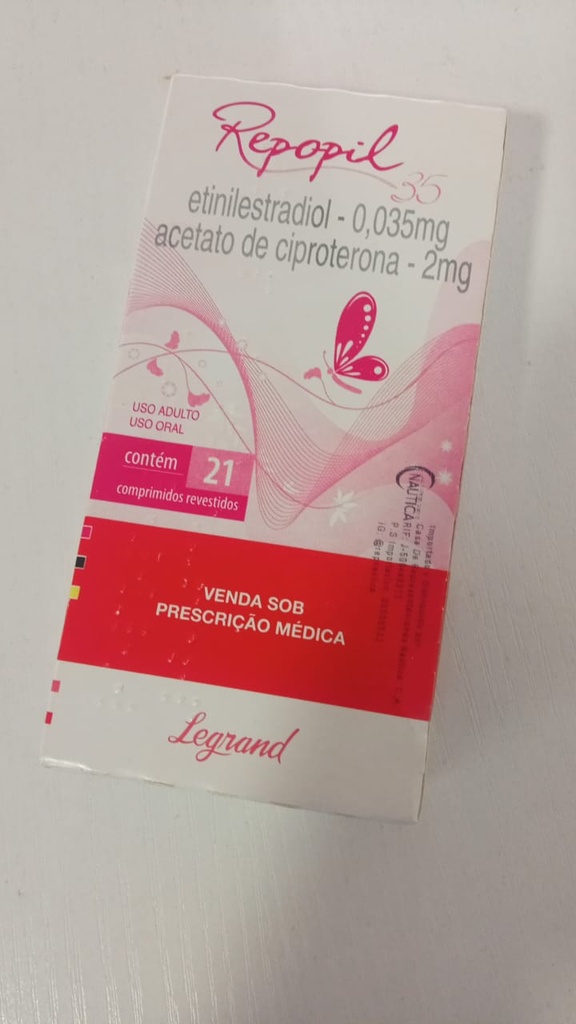 Repopil
35
etinilestradiol - 0,035mg
acetato de ciproterona - 2mg
USO ADULTO
USO ORAL
contém 21
comprimidos revestidos
NAUTICA
VENDA SOB
PRESCRIÇÃO MÉDICA
Legrand